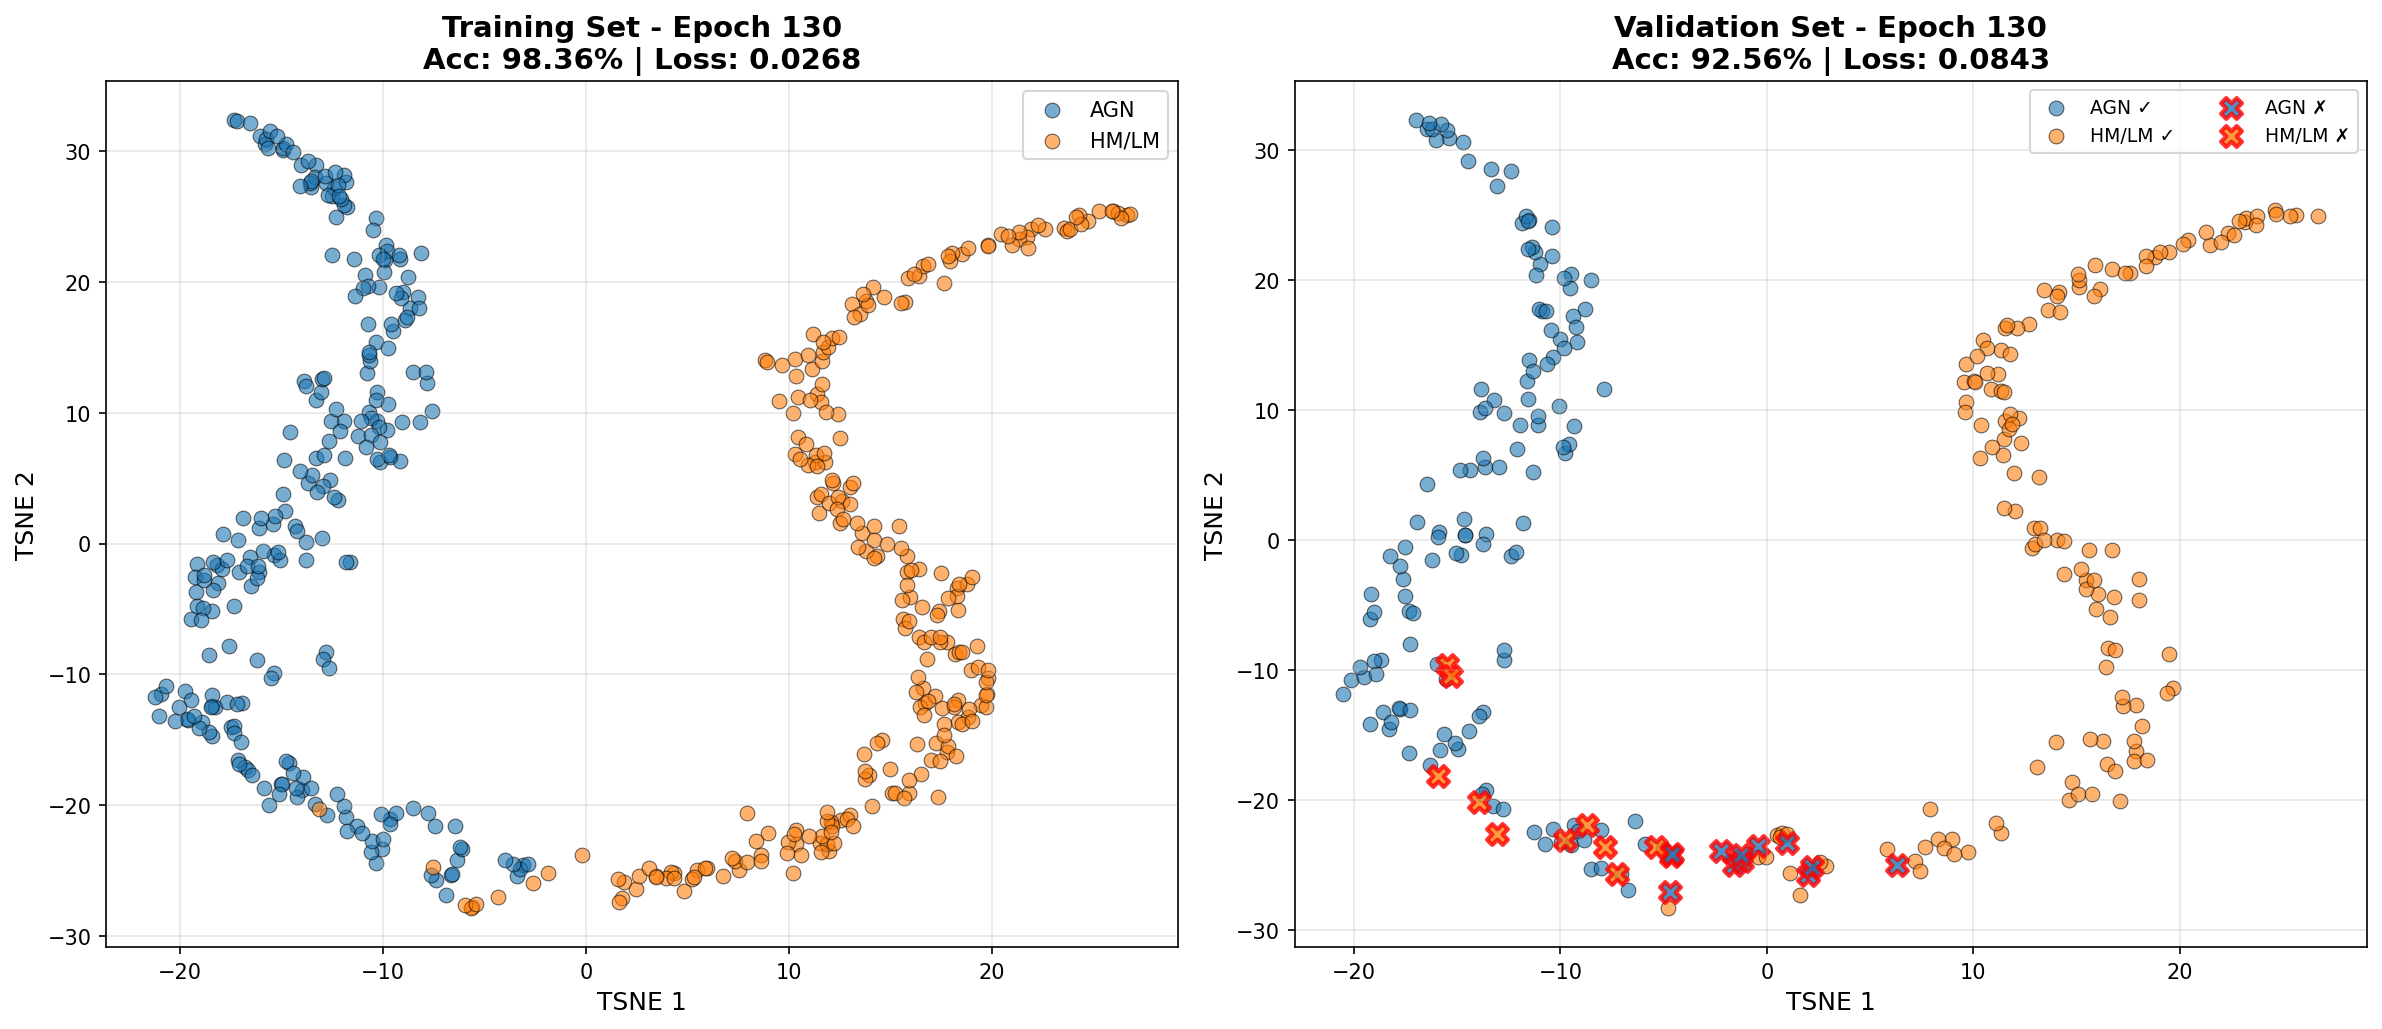 Training Set - Epoch 130
Acc: 98.36% | Loss: 0.0268
AGN
HM/LM
30
20
10
0
−10
−20
−30
TSNE 2
−20
−10
0
10
20
TSNE 1
Validation Set - Epoch 130
Acc: 92.56% | Loss: 0.0843
AGN ✓
AGN ✗
HM/LM ✓
HM/LM ✗
30
20
10
0
−10
−20
−30
TSNE 2
−20
−10
0
10
20
TSNE 1